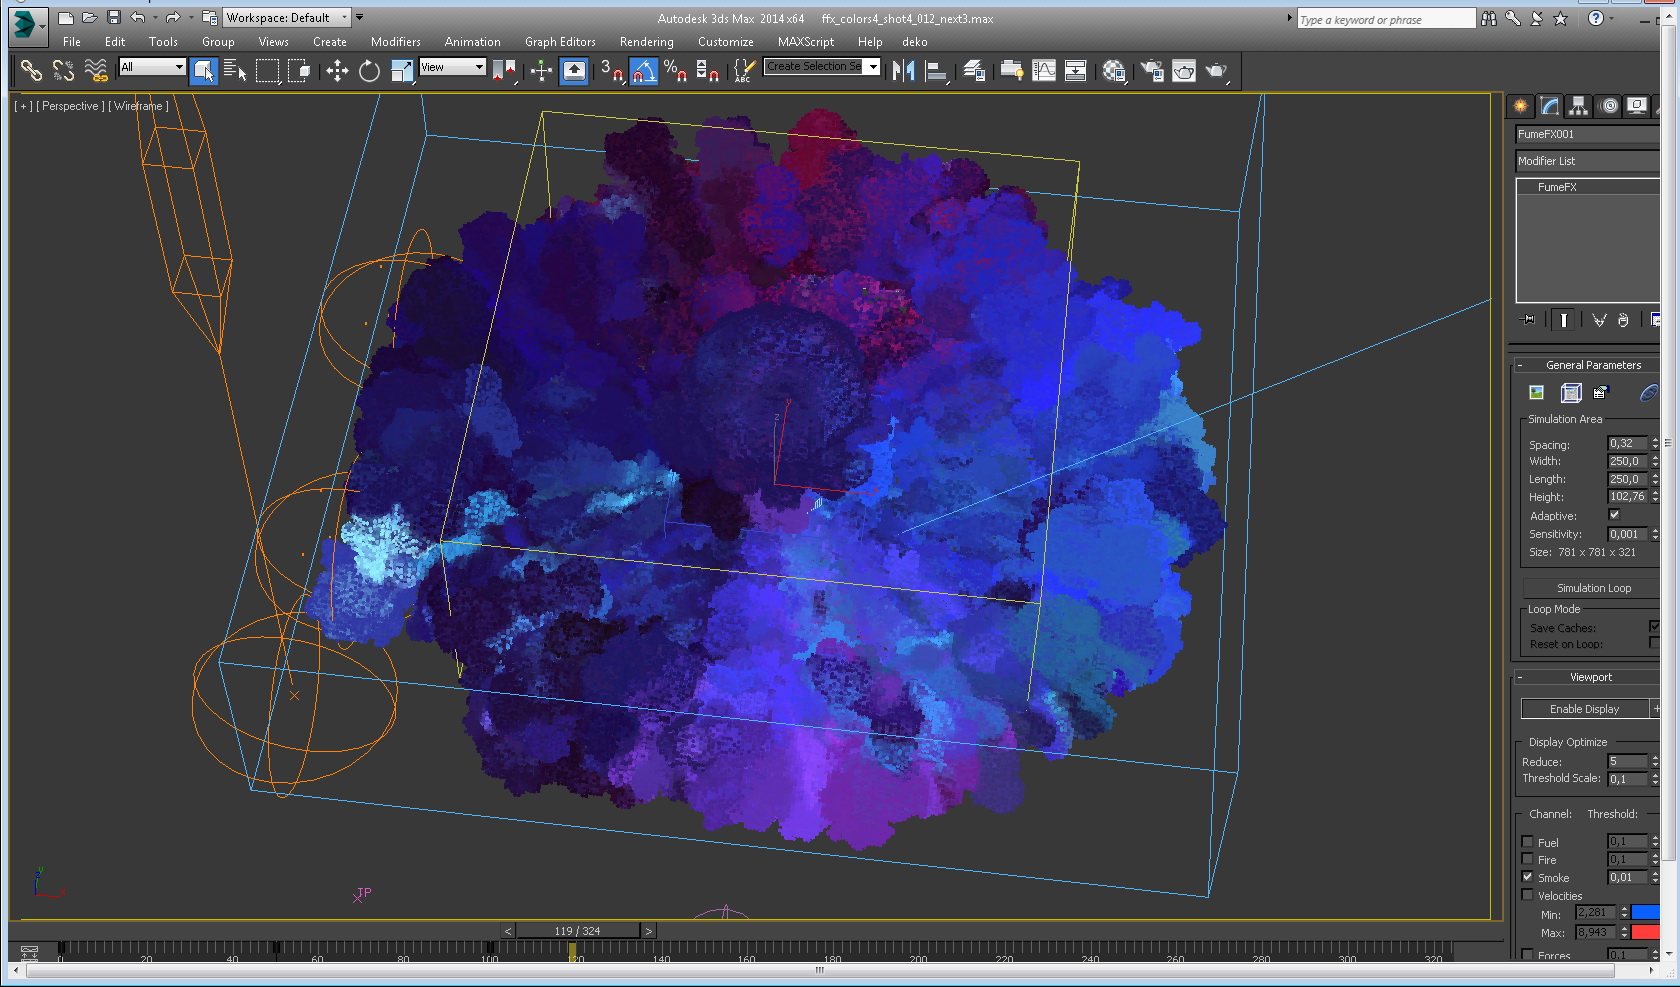 Workspace: Default
Autodesk 3ds Max 2014 x64 ffx_colors4_shot4_012_next3.max
Type a keyword or phrase
File Edit Tools Group Views Create Modifiers Animation Graph Editors Rendering Customize MAXScript Help deko
All
View
3
%
ABC
Create Selection Se
[ + ] [ Perspective ] [ Wireframe ]
FumeFX001
Modifier List
FumeFX
General Parameters
Simulation Area
Spacing: 0,32
Width: 250,0
Length: 250,0
Height: 102,76
Adaptive:
Sensitivity: 0,001
Size: 781 x 781 x 321
Simulation Loop
Loop Mode
Save Caches:
Reset on Loop:
Viewport
Enable Display +
Display Optimize
Reduce: 5
Threshold Scale: 0,1
Channel: Threshold:
Fuel 0,1
Fire 0,1
Smoke 0,01
Velocities
Min: 2,281
Max: 8,943
Forces 0,1
z
y
x
TP
< 119 / 324 >
0 20 40 60 80 100 120 140 160 180 200 220 240 260 280 300 320